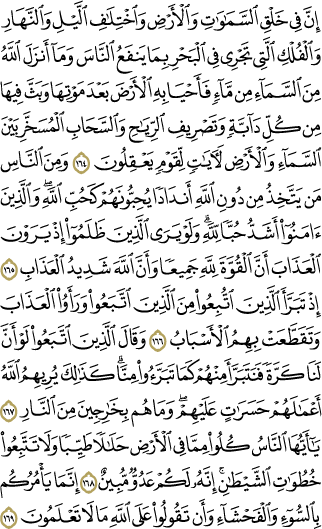 إِنَّ فِي خَلْقِ ٱلسَّمَٰوَٰتِ وَٱلْأَرْضِ وَٱخْتِلَٰفِ ٱلَّيْلِ وَٱلنَّهَارِ
وَٱلْفُلْكِ ٱلَّتِي تَجْرِي فِي ٱلْبَحْرِ بِمَا يَنفَعُ ٱلنَّاسَ وَمَآ أَنزَلَ ٱللَّهُ
مِنَ ٱلسَّمَآءِ مِن مَّآءٍ فَأَحْيَا بِهِ ٱلْأَرْضَ بَعْدَ مَوْتِهَا وَبَثَّ فِيهَا
مِن كُلِّ دَآبَّةٍ وَتَصْرِيفِ ٱلرِّيَٰحِ وَٱلسَّحَابِ ٱلْمُسَخَّرِ بَيْنَ
ٱلسَّمَآءِ وَٱلْأَرْضِ لَأٓيَٰتٍ لِّقَوْمٍ يَعْقِلُونَ ١٦٤ وَمِنَ ٱلنَّاسِ
مَن يَتَّخِذُ مِن دُونِ ٱللَّهِ أَندَادًا يُحِبُّونَهُمْ كَحُبِّ ٱللَّهِۖ وَٱلَّذِينَ
ءَامَنُوٓا۟ أَشَدُّ حُبًّا لِّلَّهِۗ وَلَوْ يَرَى ٱلَّذِينَ ظَلَمُوٓا۟ إِذْ يَرَوْنَ
ٱلْعَذَابَ أَنَّ ٱلْقُوَّةَ لِلَّهِ جَمِيعًا وَأَنَّ ٱللَّهَ شَدِيدُ ٱلْعَذَابِ ١٦٥
إِذْ تَبَرَّأَ ٱلَّذِينَ ٱتُّبِعُوا۟ مِنَ ٱلَّذِينَ ٱتَّبَعُوا۟ وَرَأَوُا۟ ٱلْعَذَابَ
وَتَقَطَّعَتْ بِهِمُ ٱلْأَسْبَابُ ١٦٦ وَقَالَ ٱلَّذِينَ ٱتَّبَعُوا۟ لَوْ أَنَّ
لَنَا كَرَّةً فَنَتَبَرَّأَ مِنْهُمْ كَمَا تَبَرَّءُوا۟ مِنَّاۗ كَذَٰلِكَ يُرِيهِمُ ٱللَّهُ
أَعْمَٰلَهُمْ حَسَرَٰتٍ عَلَيْهِمْۖ وَمَا هُم بِخَٰرِجِينَ مِنَ ٱلنَّارِ ١٦٧
يَٰٓأَيُّهَا ٱلنَّاسُ كُلُوا۟ مِمَّا فِي ٱلْأَرْضِ حَلَٰلًا طَيِّبًا وَلَا تَتَّبِعُوا۟
خُطُوَٰتِ ٱلشَّيْطَٰنِۚ إِنَّهُۥ لَكُمْ عَدُوٌّ مُّبِينٌ ١٦٨ إِنَّمَا يَأْمُرُكُم
بِٱلسُّوٓءِ وَٱلْفَحْشَآءِ وَأَن تَقُولُوا۟ عَلَى ٱللَّهِ مَا لَا تَعْلَمُونَ ١٦٩